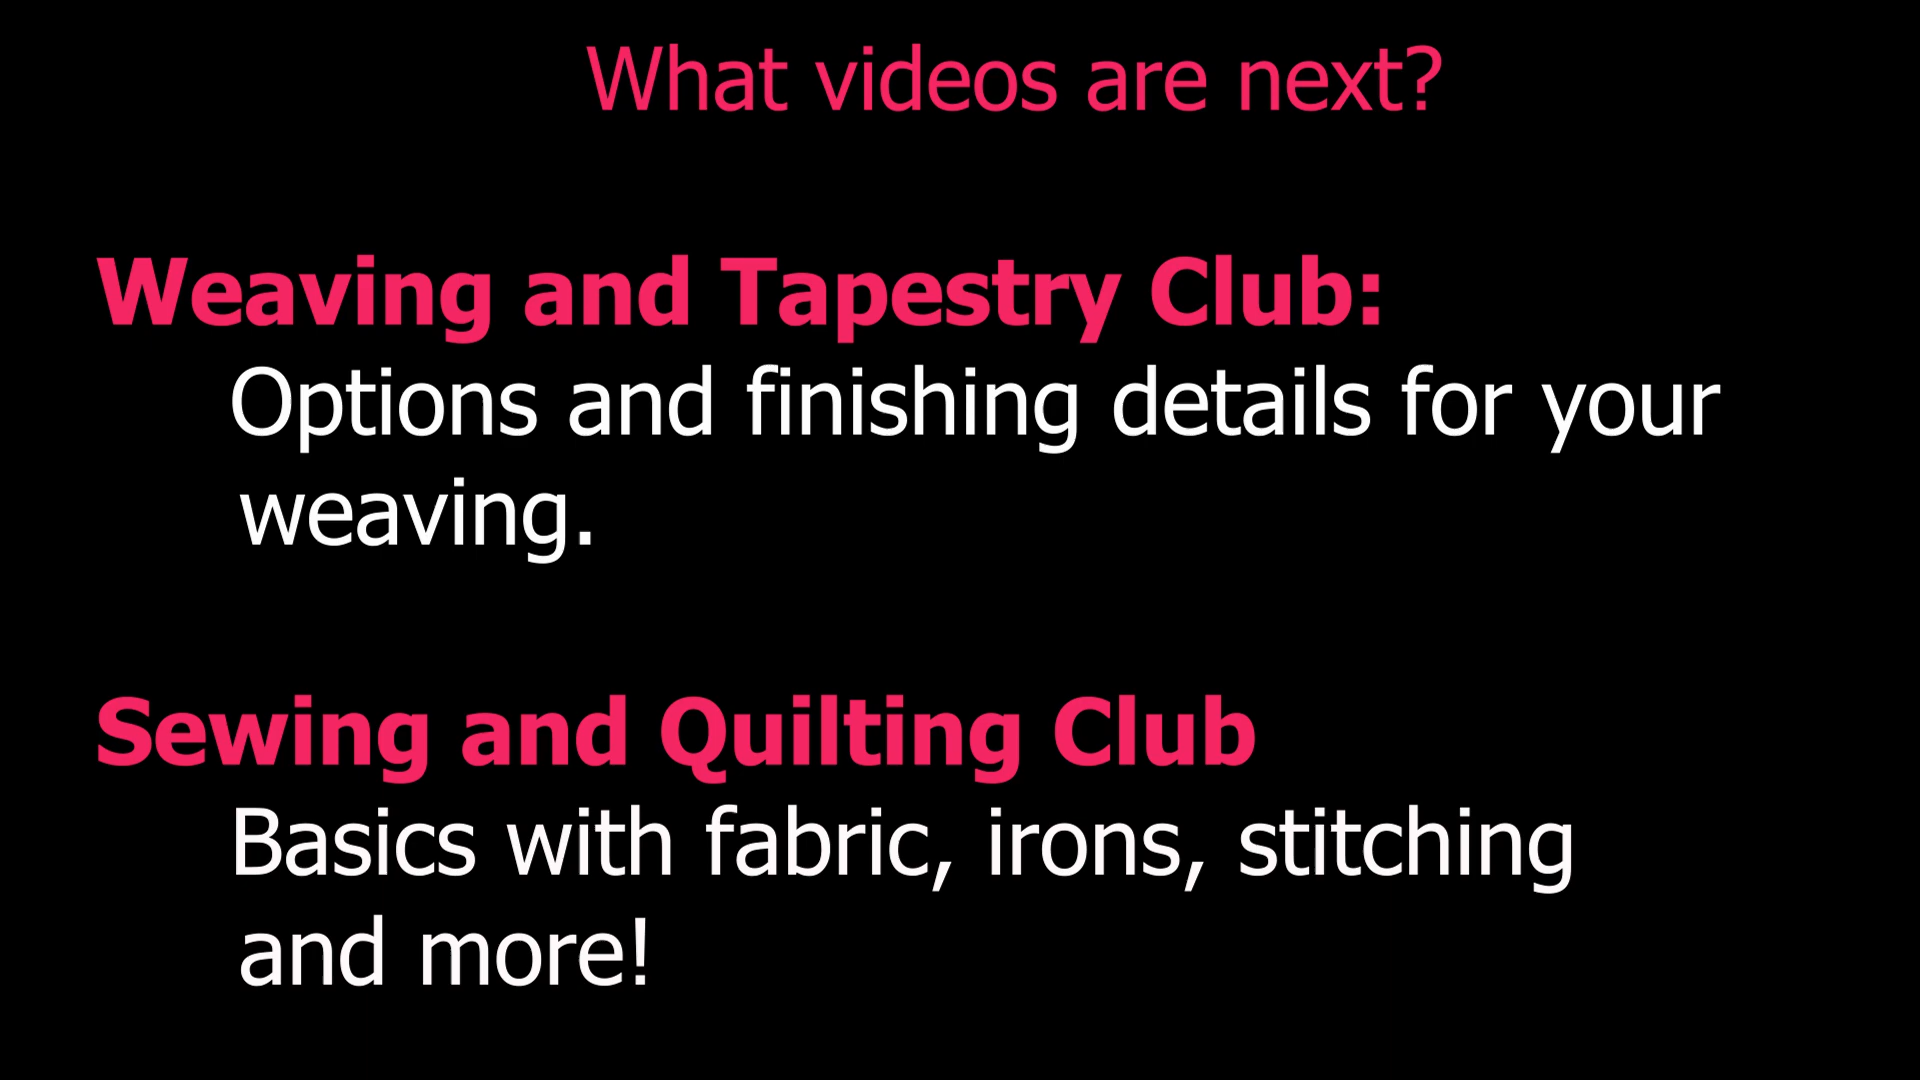 What videos are next?
Weaving and Tapestry Club:
Options and finishing details for your
weaving.
Sewing and Quilting Club
Basics with fabric, irons, stitching
and more!